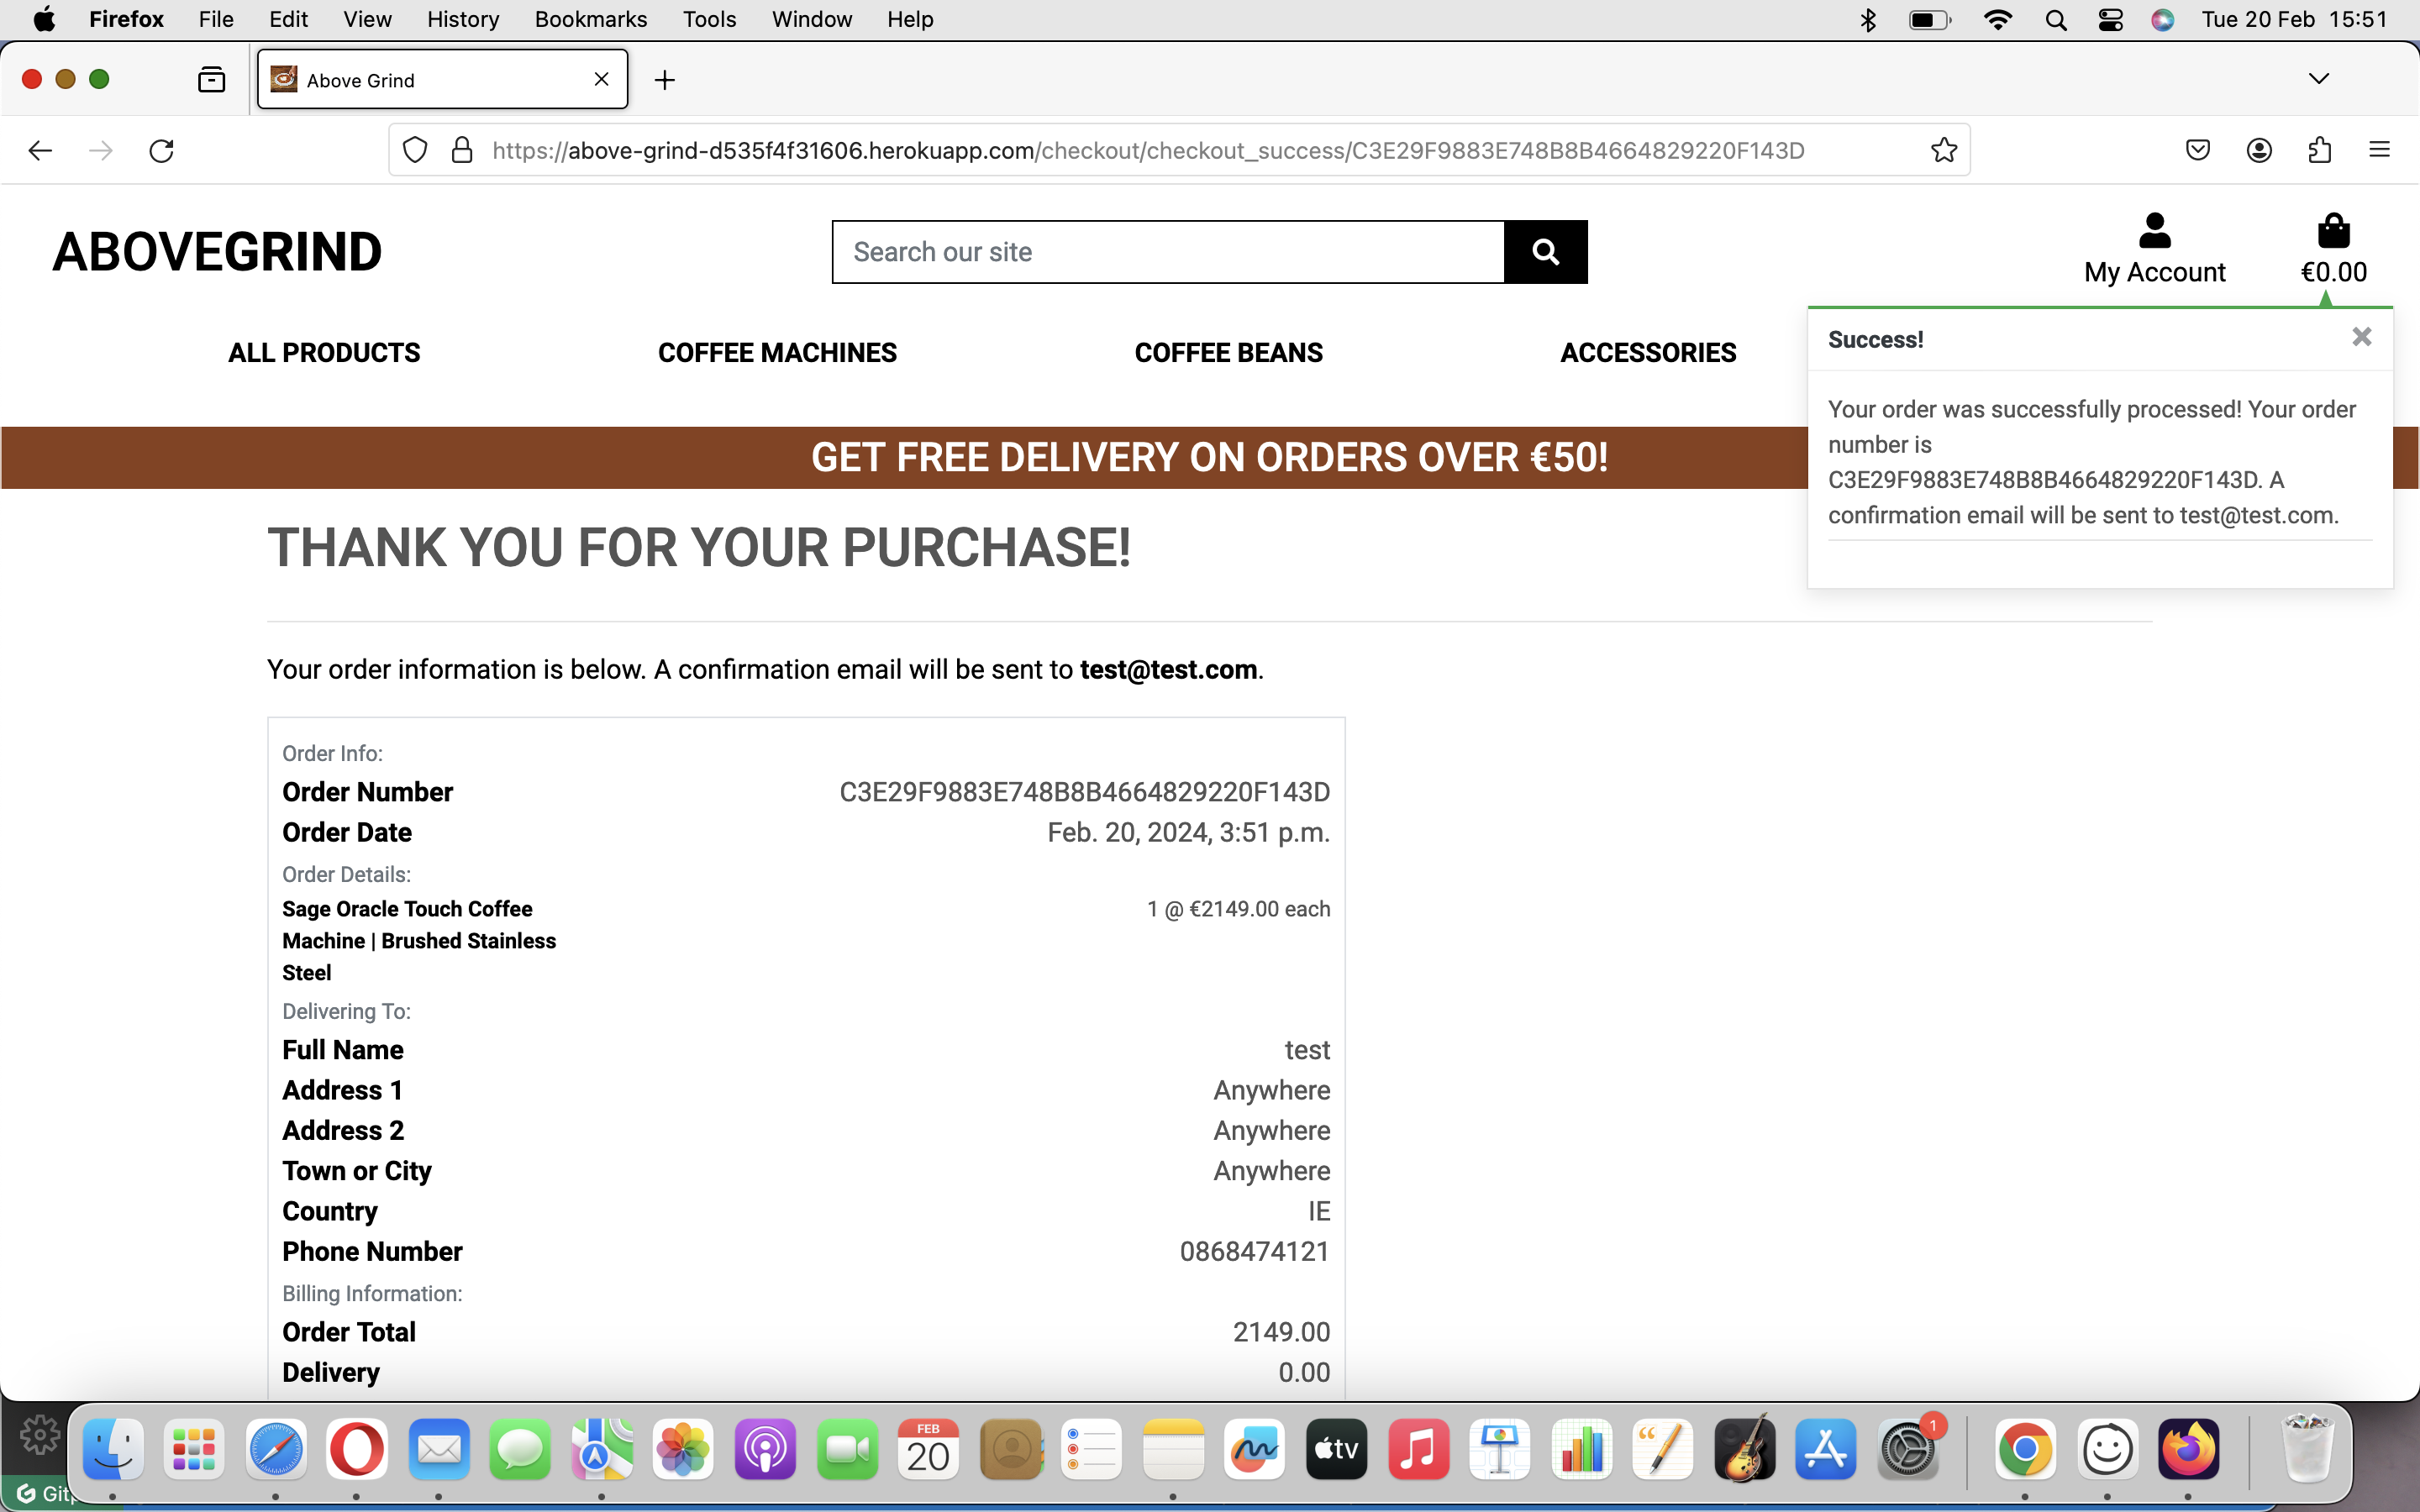 Firefox File Edit View History Bookmarks Tools Window Help Tue 20 Feb 15:51
Above Grind
https://above-grind-d535f4f31606.herokuapp.com/checkout/checkout_success/C3E29F9883E748B8B4664829220F143D
ABOVEGRIND
Search our site
My Account
€0.00
ALL PRODUCTS COFFEE MACHINES COFFEE BEANS ACCESSORIES
Success!
Your order was successfully processed! Your order
number is
C3E29F9883E748B8B4664829220F143D. A
confirmation email will be sent to test@test.com.
GET FREE DELIVERY ON ORDERS OVER €50!
THANK YOU FOR YOUR PURCHASE!
Your order information is below. A confirmation email will be sent to test@test.com.
Order Info:
Order Number C3E29F9883E748B8B4664829220F143D
Order Date Feb. 20, 2024, 3:51 p.m.
Order Details:
Sage Oracle Touch Coffee 1 @ €2149.00 each
Machine | Brushed Stainless
Steel
Delivering To:
Full Name test
Address 1 Anywhere
Address 2 Anywhere
Town or City Anywhere
Country IE
Phone Number 0868474121
Billing Information:
Order Total 2149.00
Delivery 0.00
FEB
20
tv
1